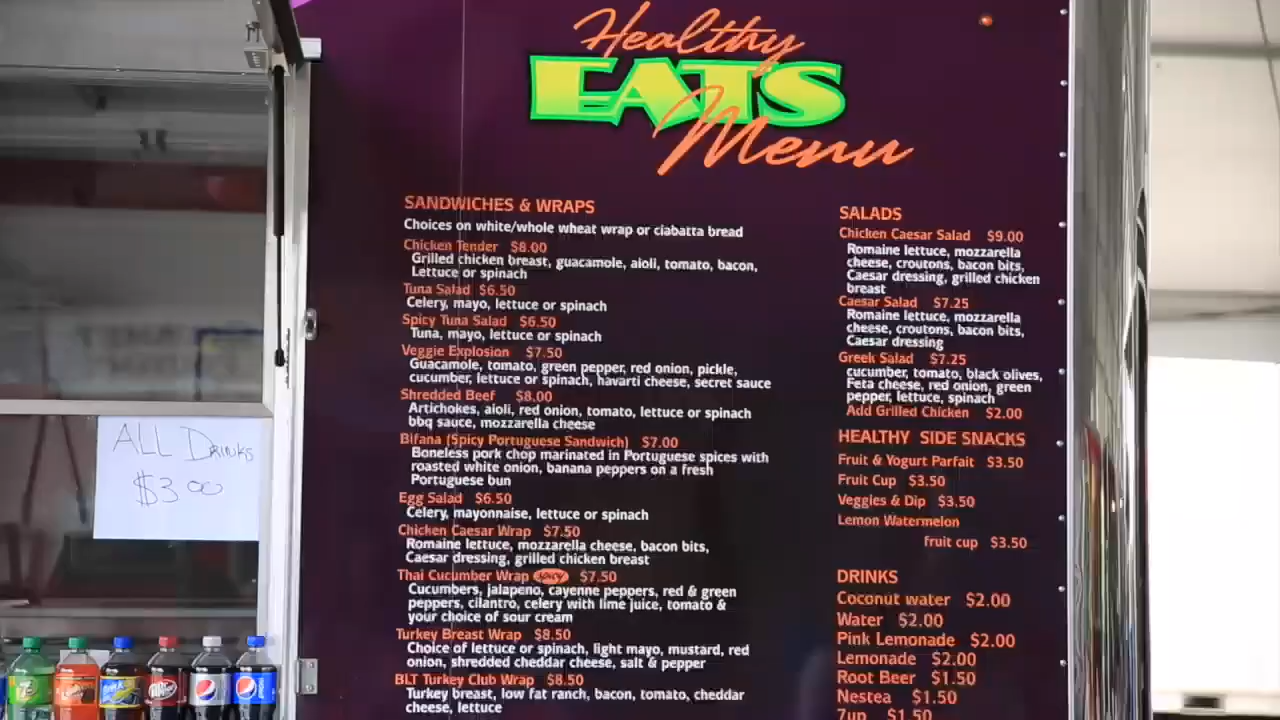 Healthy
EATS
Menu
SANDWICHES & WRAPS
Choices on white/whole wheat wrap or ciabatta bread
Chicken Tender $8.00
Grilled chicken breast, guacamole, aioli, tomato, bacon,
Lettuce or spinach
Tuna Salad $6.50
Celery, mayo, lettuce or spinach
Spicy Tuna Salad $6.50
Tuna, mayo, lettuce or spinach
Veggie Explosion $7.50
Guacamole, tomato, green pepper, red onion, pickle,
cucumber, lettuce or spinach, havarti cheese, secret sauce
Shredded Beef $8.00
Artichokes, aioli, red onion, tomato, lettuce or spinach
bbq sauce, mozzarella cheese
Bifana (Spicy Portuguese Sandwich) $7.00
Boneless pork chop marinated in Portuguese spices with
roasted white onion, banana peppers on a fresh
Portuguese bun
Egg Salad $6.50
Celery, mayonnaise, lettuce or spinach
Chicken Caesar Wrap $7.50
Romaine lettuce, mozzarella cheese, bacon bits,
Caesar dressing, grilled chicken breast
Thai Cucumber Wrap SPICY $7.50
Cucumbers, jalapeno, cayenne peppers, red & green
peppers, cilantro, celery with lime juice, tomato &
your choice of sour cream
Turkey Breast Wrap $8.50
Choice of lettuce or spinach, light mayo, mustard, red
onion, shredded cheddar cheese, salt & pepper
BLT Turkey Club Wrap $8.50
Turkey breast, low fat ranch, bacon, tomato, cheddar
cheese, lettuce
SALADS
Chicken Caesar Salad $9.00
Romaine lettuce, mozzarella
cheese, croutons, bacon bits,
Caesar dressing, grilled chicken
breast
Caesar Salad $7.25
Romaine lettuce, mozzarella
cheese, croutons, bacon bits,
Caesar dressing
Greek Salad $7.25
cucumber, tomato, black olives,
Feta cheese, red onion, green
pepper, lettuce, spinach
Add Grilled Chicken $2.00
HEALTHY SIDE SNACKS
Fruit & Yogurt Parfait $3.50
Fruit Cup $3.50
Veggies & Dip $3.50
Lemon Watermelon
fruit cup $3.50
DRINKS
Coconut water $2.00
Water $2.00
Pink Lemonade $2.00
Lemonade $2.00
Root Beer $1.50
Nestea $1.50
7up $1.50
ALL Drinks
$3.00